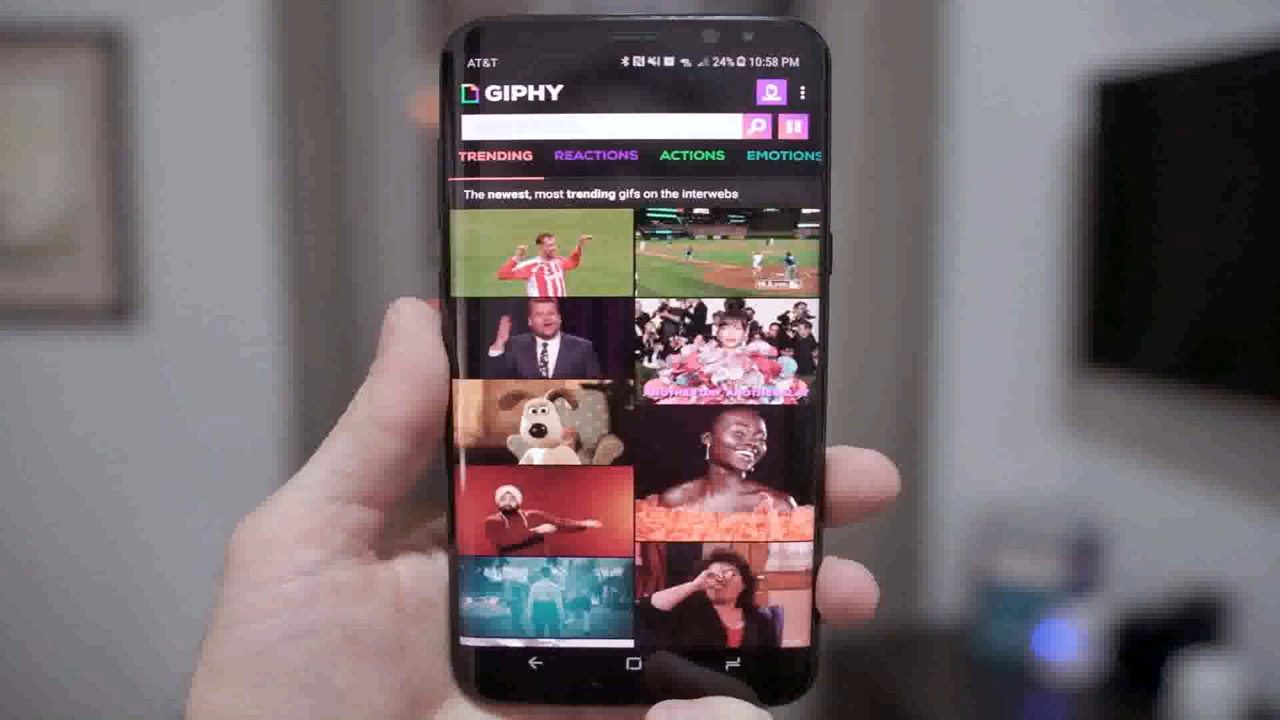 AT&T 24% 10:58 PM
GIPHY
TRENDING REACTIONS ACTIONS EMOTIONS
The newest, most trending gifs on the interwebs